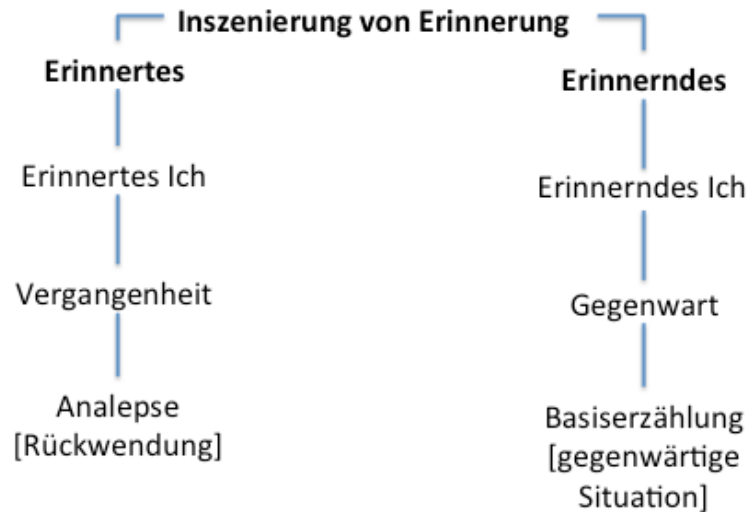 Inszenierung von Erinnerung
Erinnertes
Erinnertes Ich
Vergangenheit
Analepse
[Rückwendung]
Erinnerndes
Erinnerndes Ich
Gegenwart
Basiserzählung
[gegenwärtige
Situation]